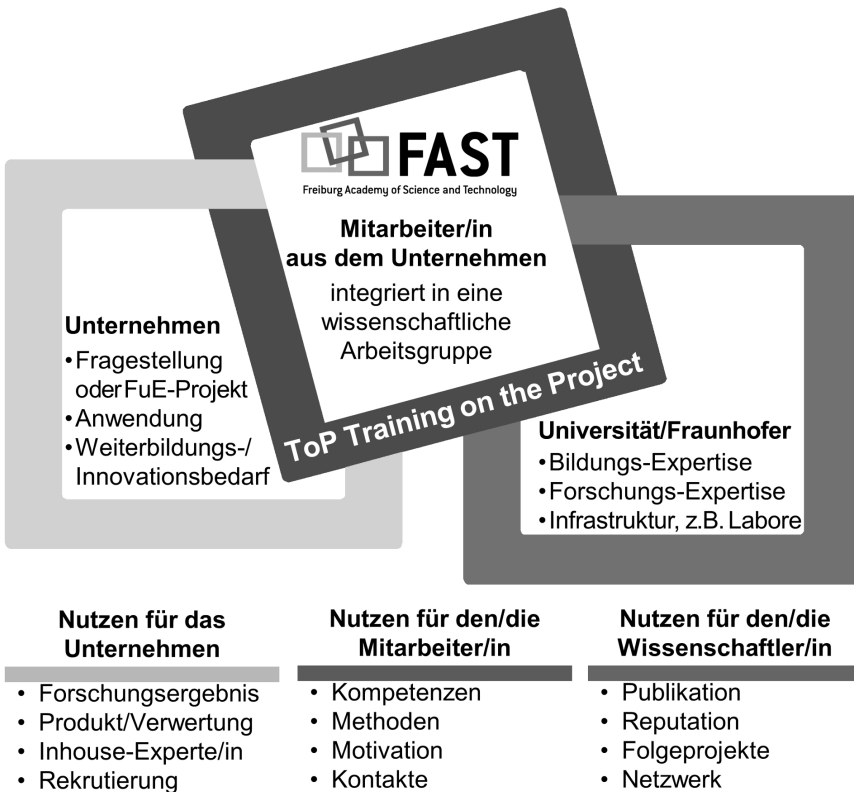 FAST
Freiburg Academy of Science and Technology
Mitarbeiter/in
aus dem Unternehmen
integriert in eine
wissenschaftliche
Arbeitsgruppe
ToP Training on the Project
Unternehmen
•Fragestellung
oder FuE-Projekt
•Anwendung
•Weiterbildungs-/
Innovationsbedarf
Universität/Fraunhofer
•Bildungs-Expertise
•Forschungs-Expertise
•Infrastruktur, z.B. Labore
Nutzen für das
Unternehmen
• Forschungsergebnis
• Produkt/Verwertung
• Inhouse-Experte/in
• Rekrutierung
Nutzen für den/die
Mitarbeiter/in
• Kompetenzen
• Methoden
• Motivation
• Kontakte
Nutzen für den/die
Wissenschaftler/in
• Publikation
• Reputation
• Folgeprojekte
• Netzwerk